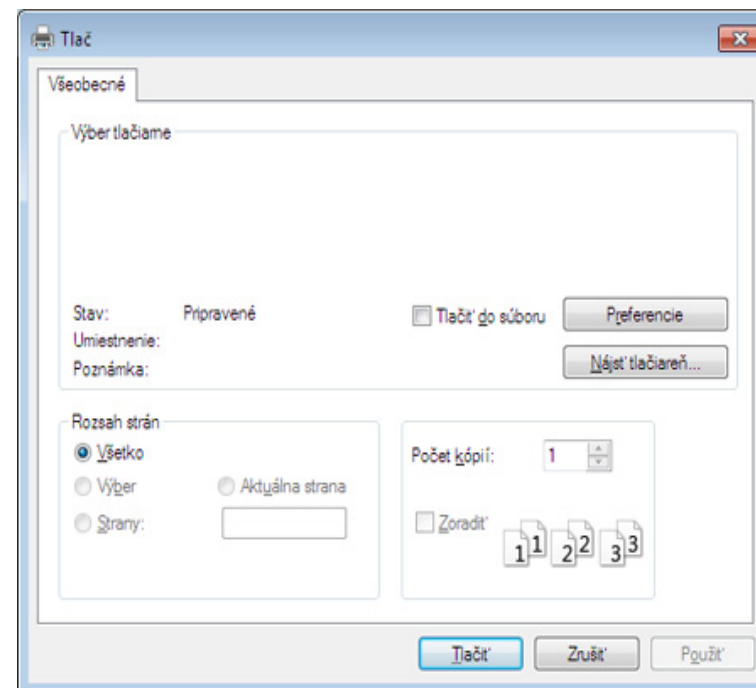 Tlač
Všeobecné
Výber tlačiarne
Stav: Pripravené
Tlačiť do súboru
Preferencie
Umiestnenie:
Poznámka:
Nájsť tlačiareň...
Rozsah strán
Všetko
Výber
Aktuálna strana
Strany:
Počet kópií: 1
Zoradiť
1 1 2 2 3 3
Tlačiť
Zrušiť
Použiť